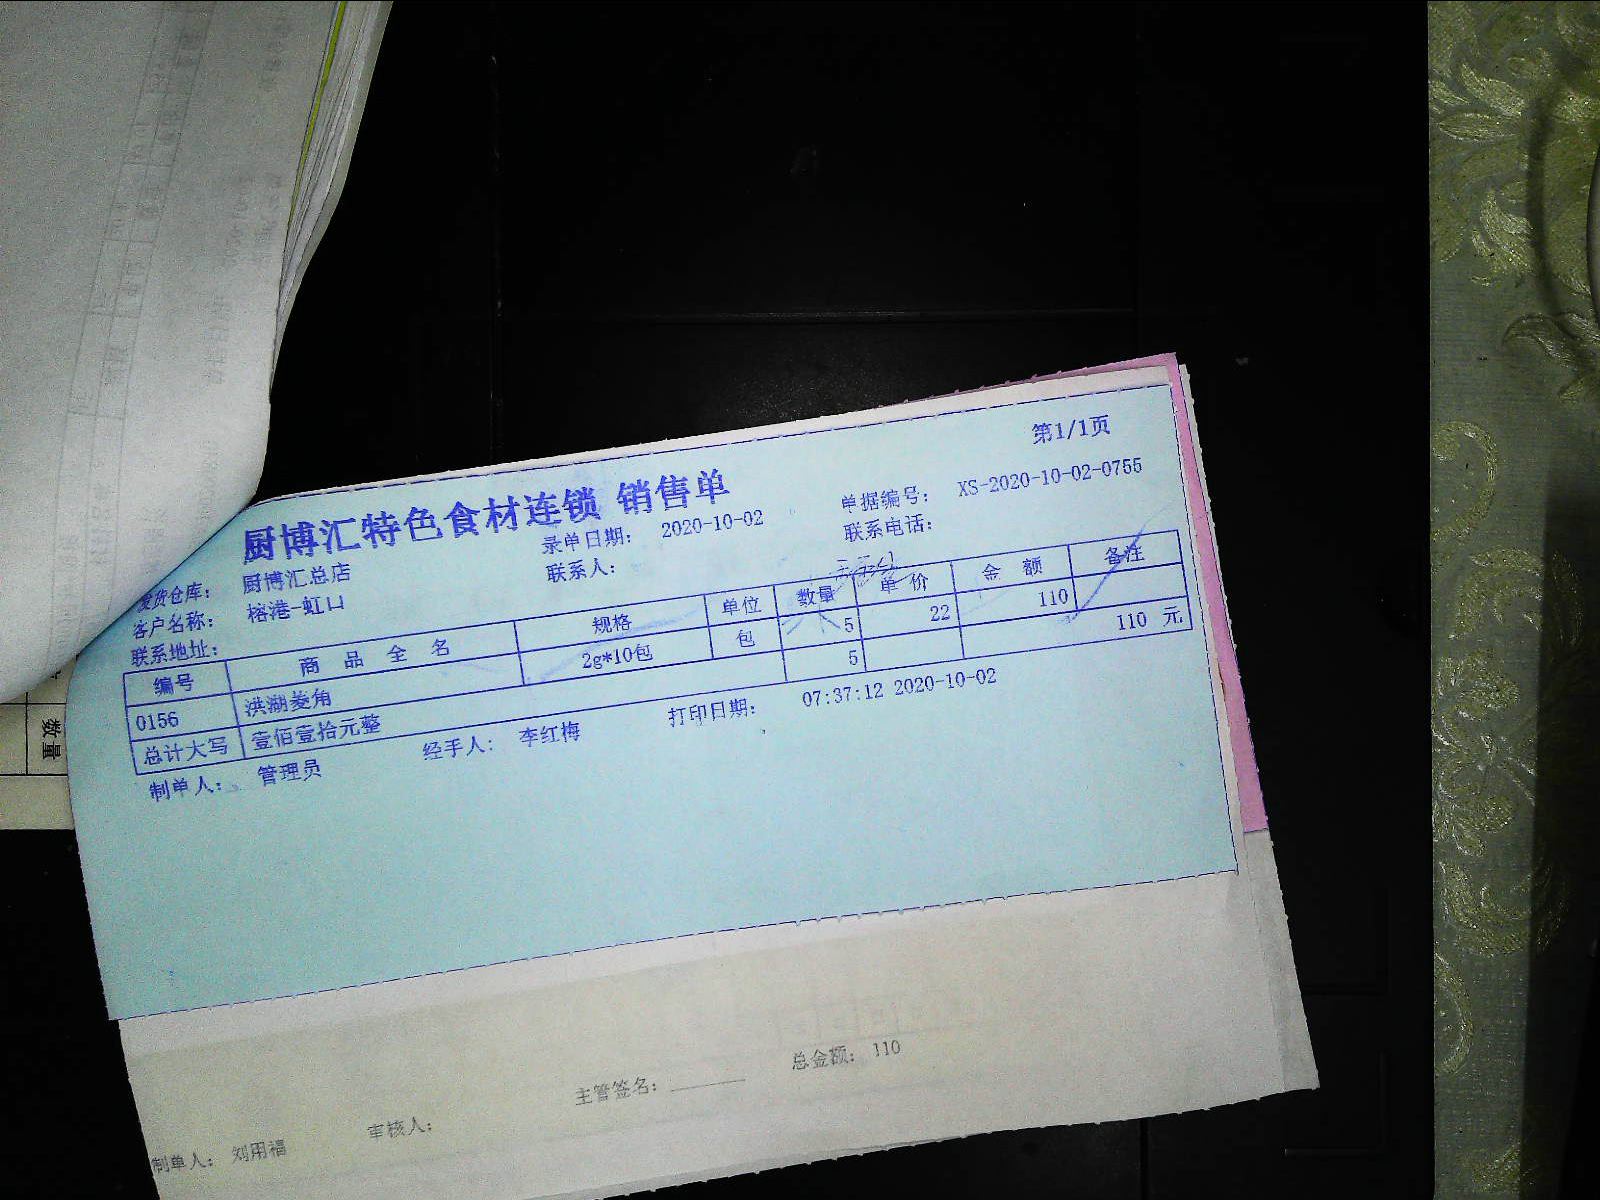 第1/1页
厨博汇特色食材连锁 销售单
发货仓库： 厨博汇总店 录单日期： 2020-10-02 单据编号： XS-2020-10-02-0755
客户名称： 榕港-虹口 联系人： 联系电话：
联系地址：
编号 商品全名 规格 单位 数量 单价 金额 备注
0156 洪湖菱角 2g*10包 包 5 22 110
总计大写 壹佰壹拾元整 5 110 元
制单人： 管理员 经手人： 李红梅 打印日期： 07:37:12 2020-10-02
数量
制单人： 刘用福 审核人： 主管签名： 总金额： 110